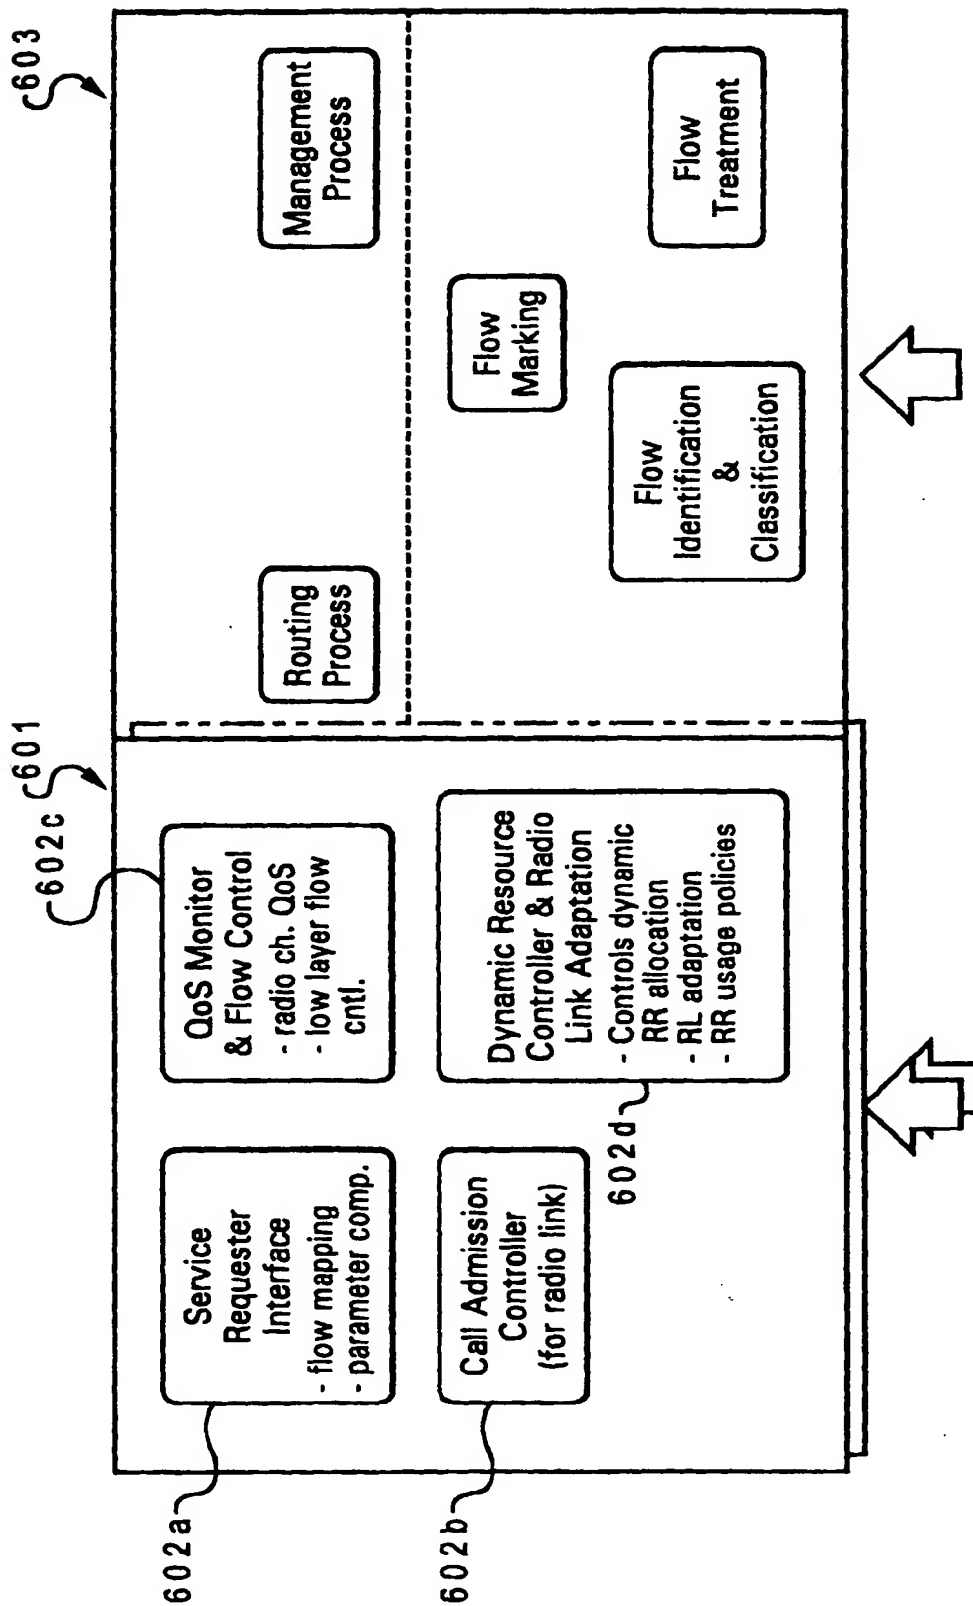 602a
Service
Requester
Interface
- flow mapping
- parameter comp.
602b
Call Admission
Controller
(for radio link)
602c
QoS Monitor
& Flow Control
- radio ch. QoS
- low layer flow
cntl.
601
602d
Dynamic Resource
Controller & Radio
Link Adaptation
- Controls dynamic
RR allocation
- RL adaptation
- RR usage policies
603
Routing
Process
Management
Process
Flow
Marking
Flow
Identification
&
Classification
Flow
Treatment